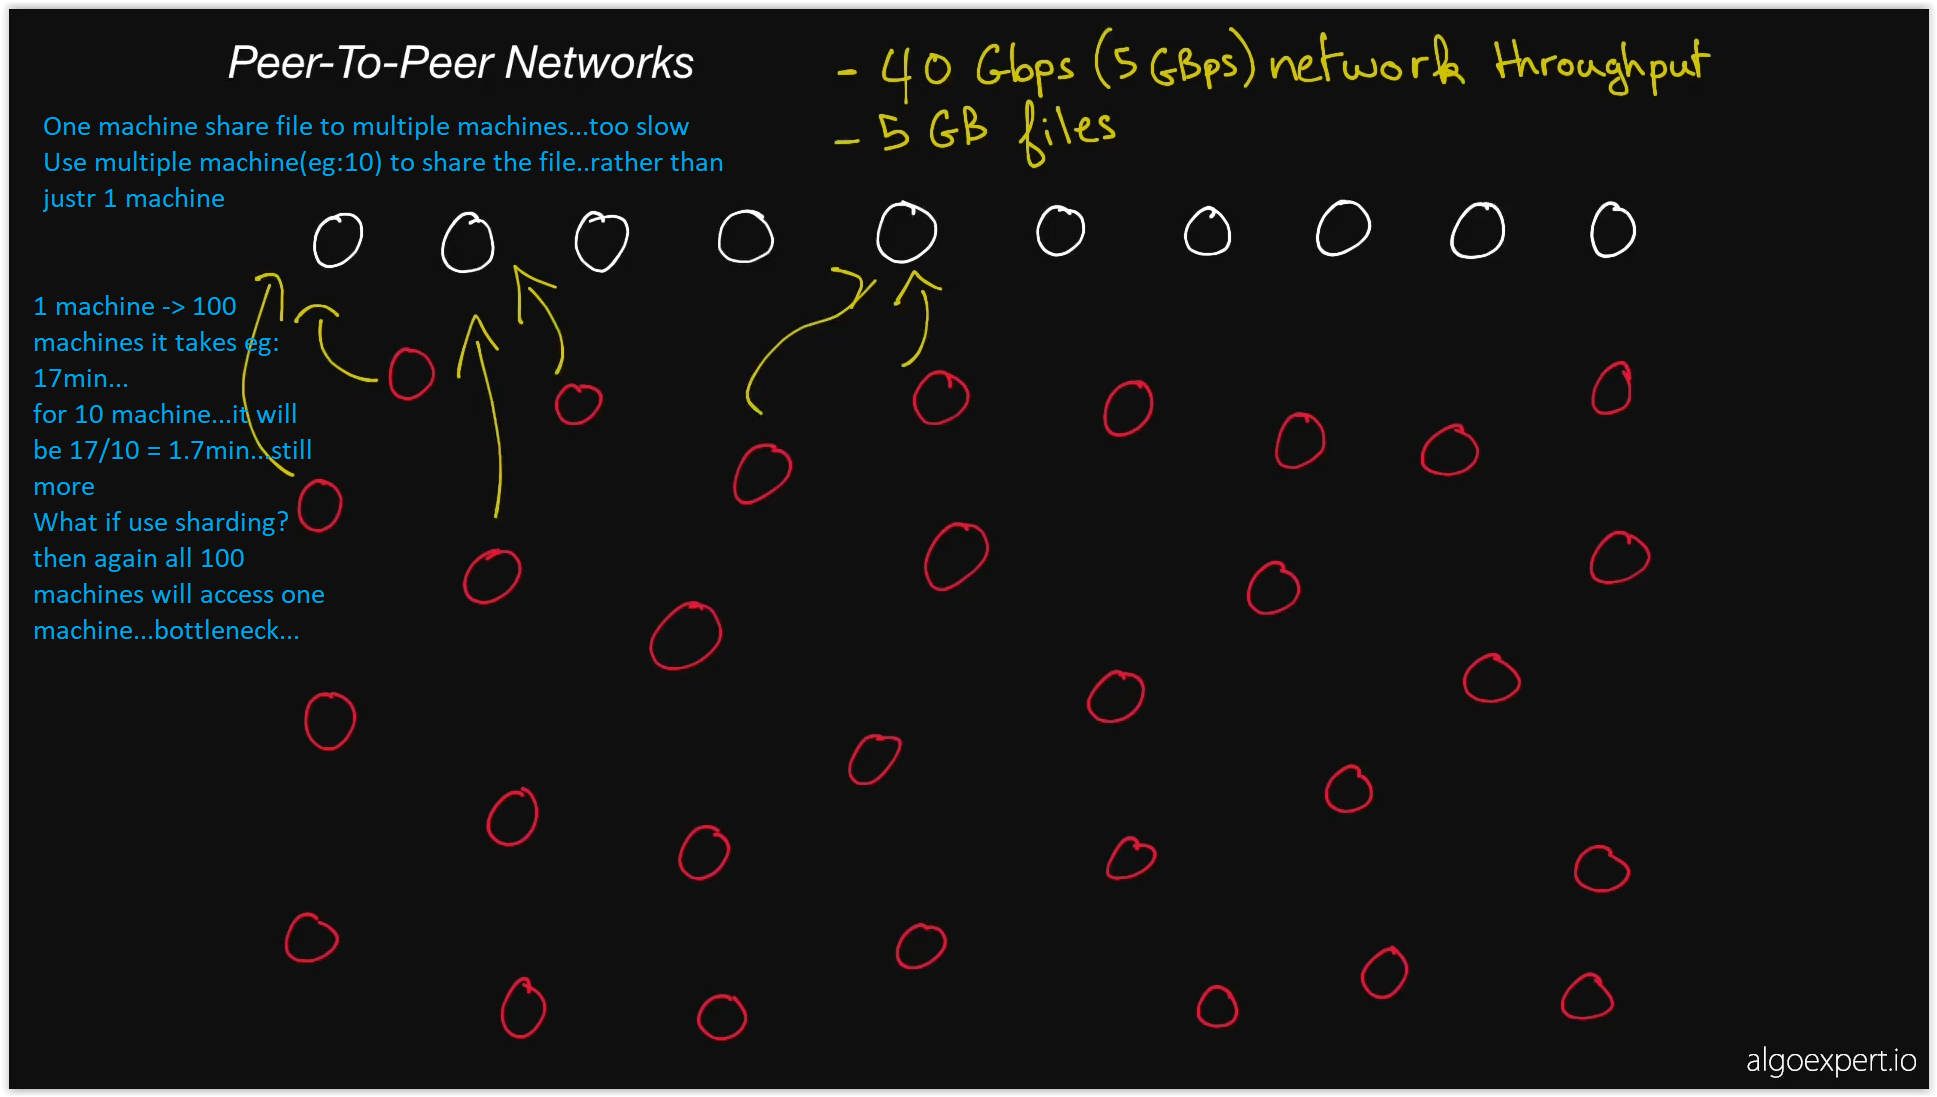 Peer-To-Peer Networks
- 40 Gbps (5 GBps) network throughput
- 5 GB files
One machine share file to multiple machines...too slow
Use multiple machine(eg:10) to share the file..rather than
justr 1 machine
1 machine -> 100
machines it takes eg:
17min...
for 10 machine...it will
be 17/10 = 1.7min...still
more
What if use sharding?
then again all 100
machines will access one
machine...bottleneck...
algoexpert.io